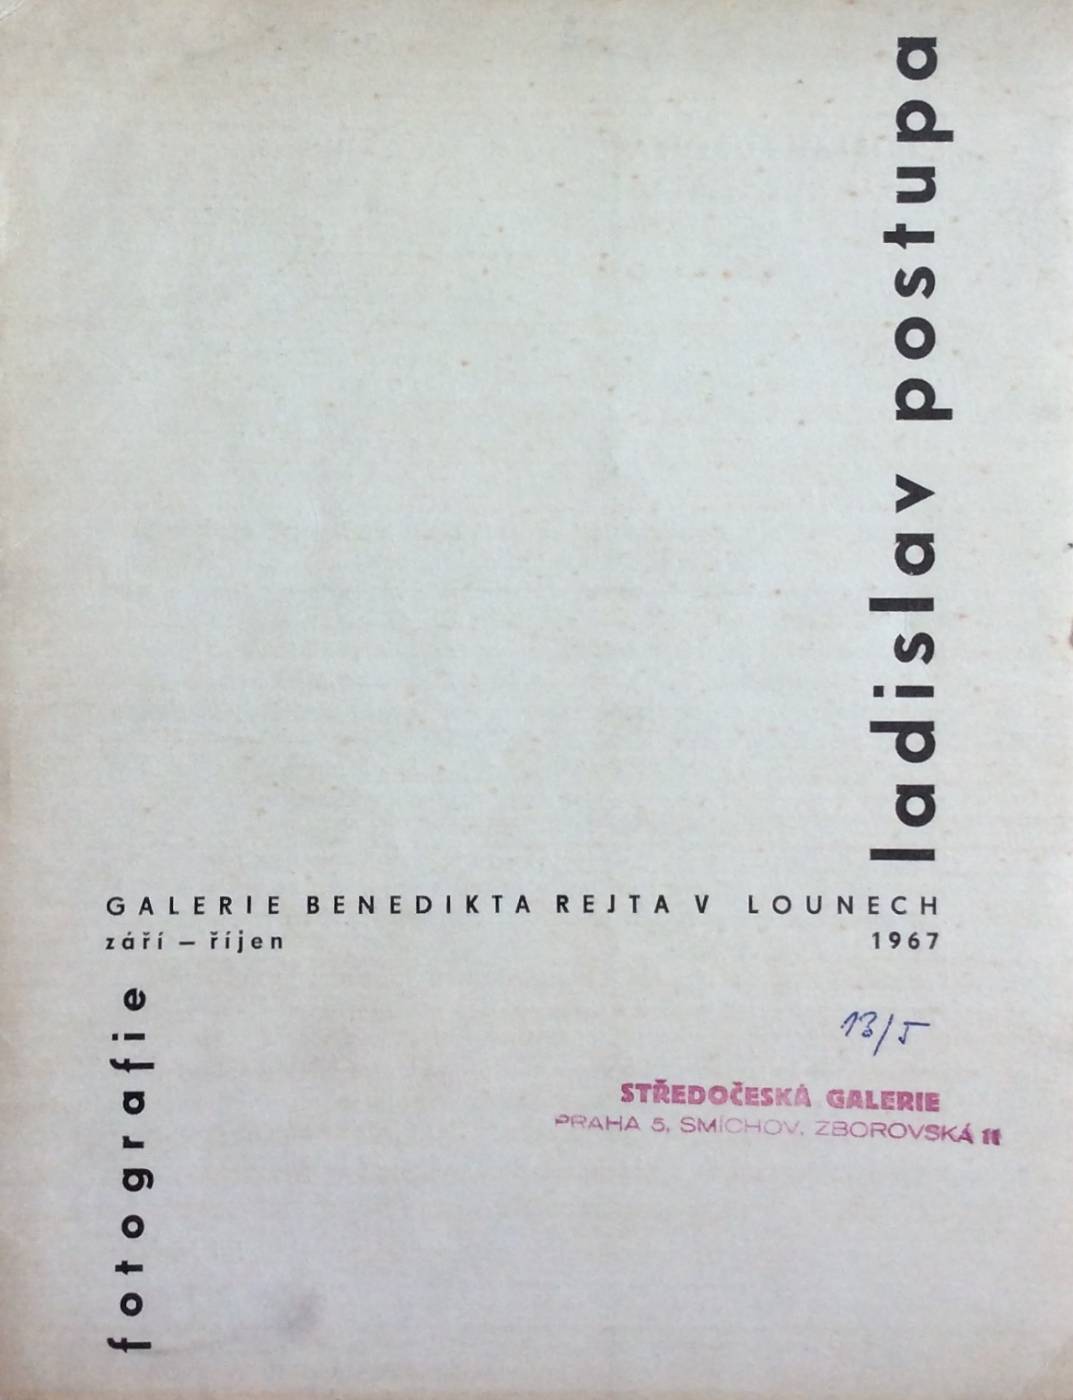 ladislav postupa
GALERIE BENEDIKTA REJTA V LOUNECH
září – říjen 1967
fotografie
13/5
STŘEDOČESKÁ GALERIE
PRAHA 5, SMÍCHOV, ZBOROVSKÁ 11